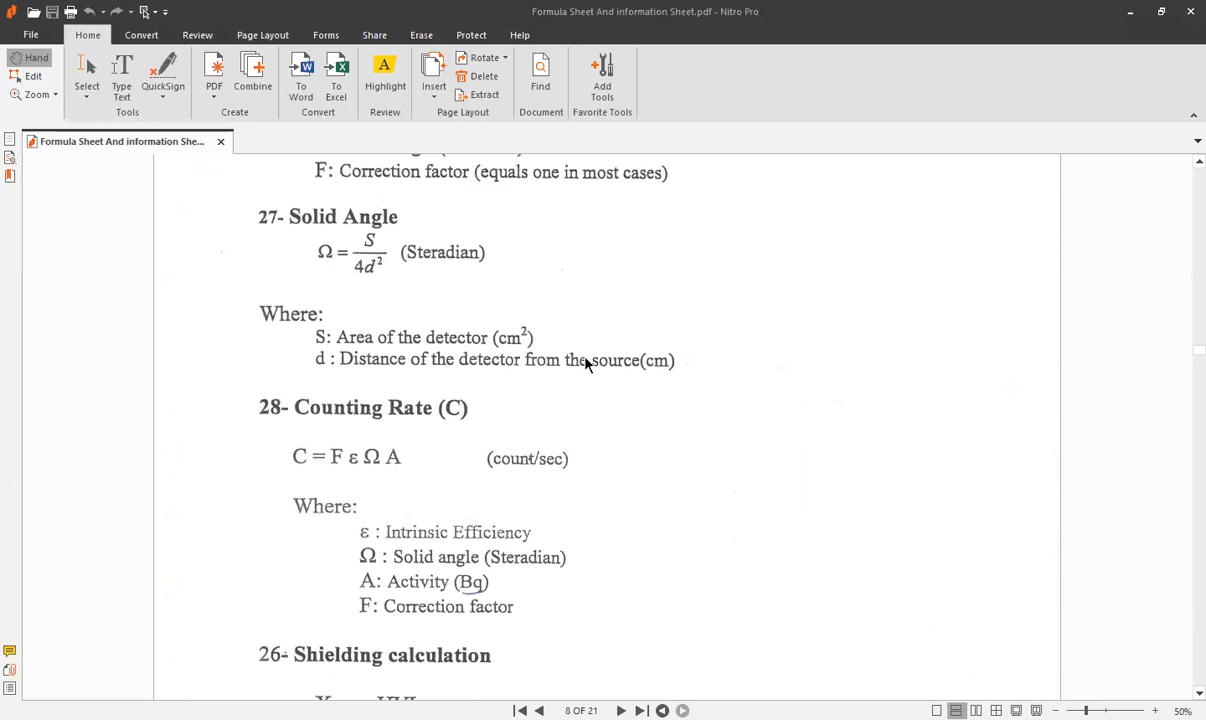 Formula Sheet And information Sheet.pdf - Nitro Pro
File Home Convert Review Page Layout Forms Share Erase Protect Help
Hand
Edit
Zoom
Select
Type Text
QuickSign
Tools
PDF
Combine
Create
To Word
To Excel
Convert
Highlight
Review
Insert
Rotate
Delete
Extract
Page Layout
Find
Document
Add Tools
Favorite Tools
Formula Sheet And information She...
F: Correction factor (equals one in most cases)
27- Solid Angle
Ω = S / 4d² (Steradian)
Where:
S: Area of the detector (cm²)
d : Distance of the detector from the source(cm)
28- Counting Rate (C)
C = F ε Ω A (count/sec)
Where:
ε : Intrinsic Efficiency
Ω : Solid angle (Steradian)
A: Activity (Bq)
F: Correction factor
26- Shielding calculation
8 OF 21
50%